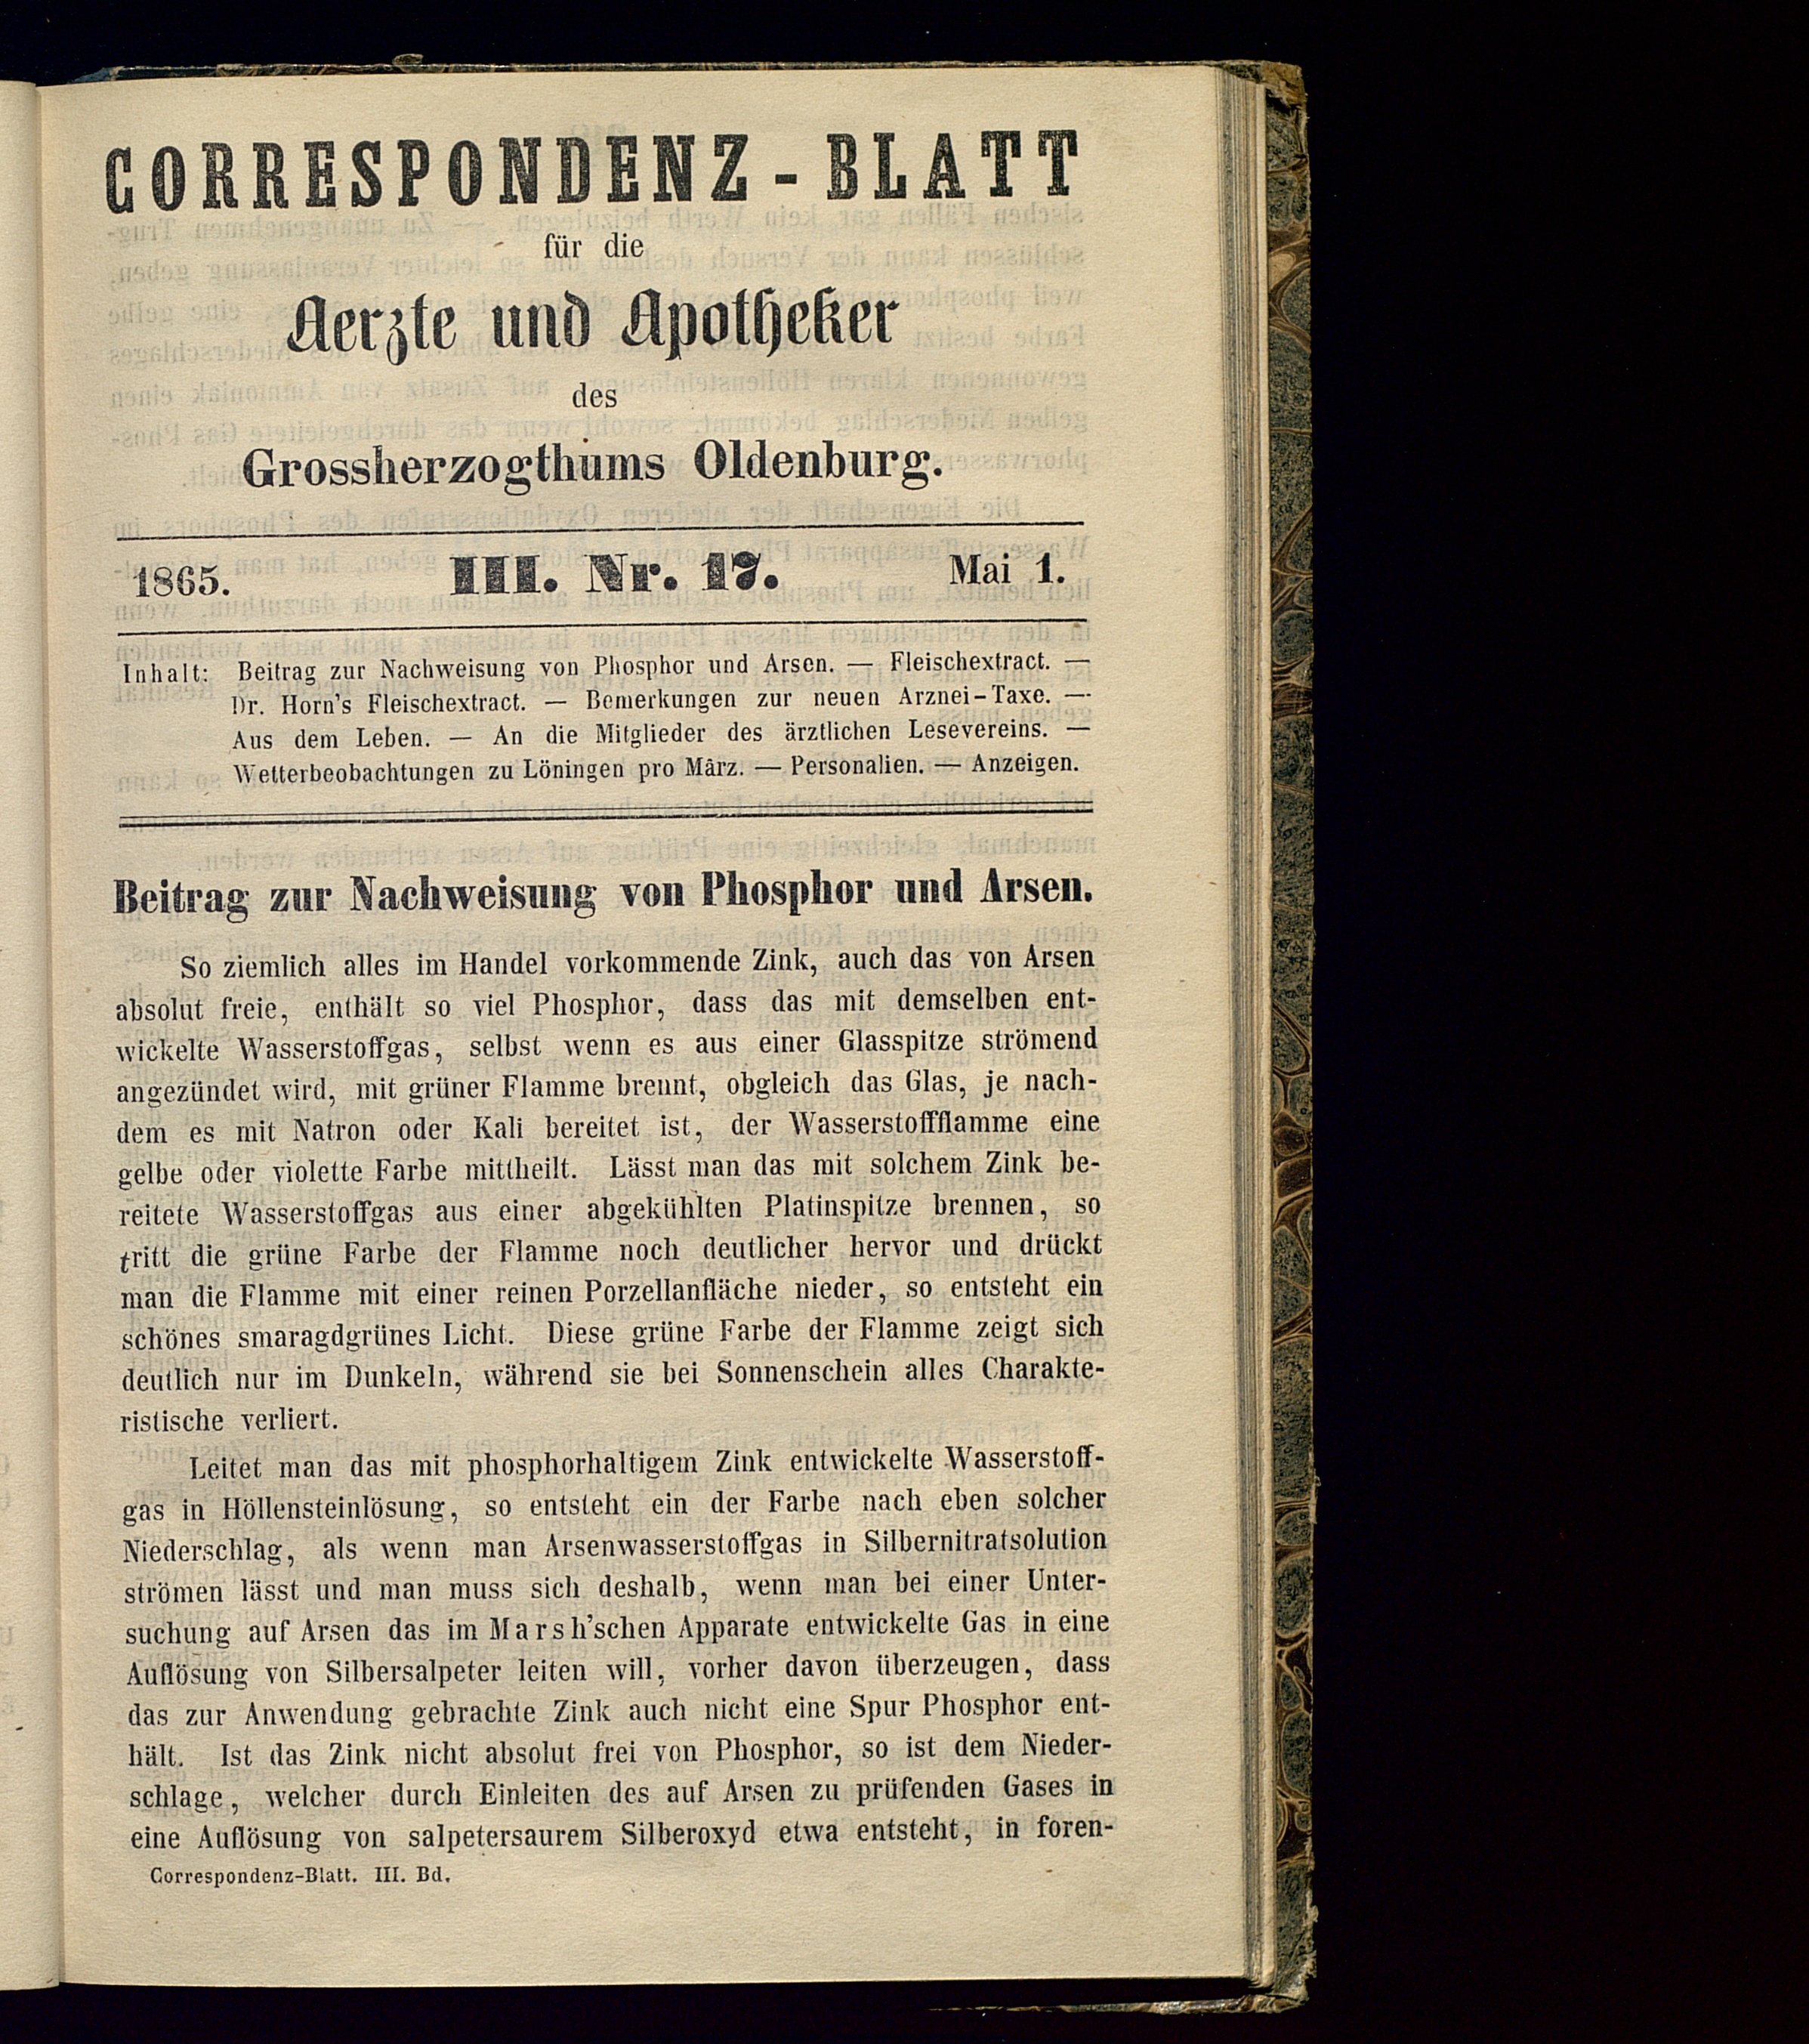 CORRESPONDENZ-BLATT
für die
Aerzte und Apotheker
des
Grossherzogthums Oldenburg.
1865. III. Nr. 17. Mai 1.
Inhalt: Beitrag zur Nachweisung von Phosphor und Arsen. — Fleischextract. —
Dr. Horn's Fleischextract. — Bemerkungen zur neuen Arznei-Taxe. —
Aus dem Leben. — An die Mitglieder des ärztlichen Lesevereins. —
Wetterbeobachtungen zu Löningen pro März. — Personalien. — Anzeigen.
Beitrag zur Nachweisung von Phosphor und Arsen.
So ziemlich alles im Handel vorkommende Zink, auch das von Arsen
absolut freie, enthält so viel Phosphor, dass das mit demselben ent-
wickelte Wasserstoffgas, selbst wenn es aus einer Glasspitze strömend
angezündet wird, mit grüner Flamme brennt, obgleich das Glas, je nach-
dem es mit Natron oder Kali bereitet ist, der Wasserstoffflamme eine
gelbe oder violette Farbe mittheilt. Lässt man das mit solchem Zink be-
reitete Wasserstoffgas aus einer abgekühlten Platinspitze brennen, so
tritt die grüne Farbe der Flamme noch deutlicher hervor und drückt
man die Flamme mit einer reinen Porzellanfläche nieder, so entsteht ein
schönes smaragdgrünes Licht. Diese grüne Farbe der Flamme zeigt sich
deutlich nur im Dunkeln, während sie bei Sonnenschein alles Charakte-
ristische verliert.
Leitet man das mit phosphorhaltigem Zink entwickelte Wasserstoff-
gas in Höllensteinlösung, so entsteht ein der Farbe nach eben solcher
Niederschlag, als wenn man Arsenwasserstoffgas in Silbernitratsolution
strömen lässt und man muss sich deshalb, wenn man bei einer Unter-
suchung auf Arsen das im Marsh'schen Apparate entwickelte Gas in eine
Auflösung von Silbersalpeter leiten will, vorher davon überzeugen, dass
das zur Anwendung gebrachte Zink auch nicht eine Spur Phosphor ent-
hält. Ist das Zink nicht absolut frei von Phosphor, so ist dem Nieder-
schlage, welcher durch Einleiten des auf Arsen zu prüfenden Gases in
eine Auflösung von salpetersaurem Silberoxyd etwa entsteht, in foren-
Correspondenz-Blatt. III. Bd.